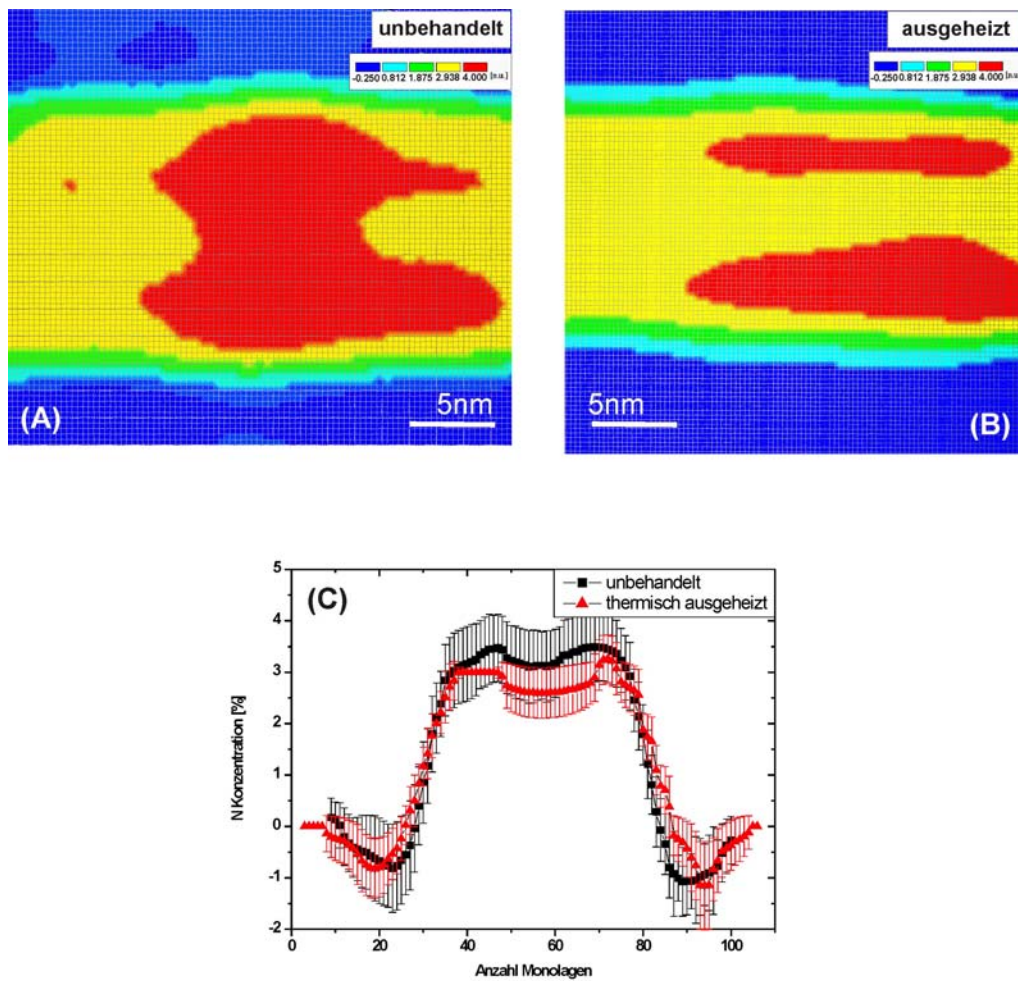 unbehandelt
-0.250 0.812 1.875 2.938 4.000 [n.u.]
(A)
5nm
ausgeheizt
-0.250 0.812 1.875 2.938 4.000 [n.u.]
5nm
(B)
(C)
unbehandelt
thermisch ausgeheizt
N Konzentration [%]
5
4
3
2
1
0
-1
-2
0 20 40 60 80 100
Anzahl Monolagen